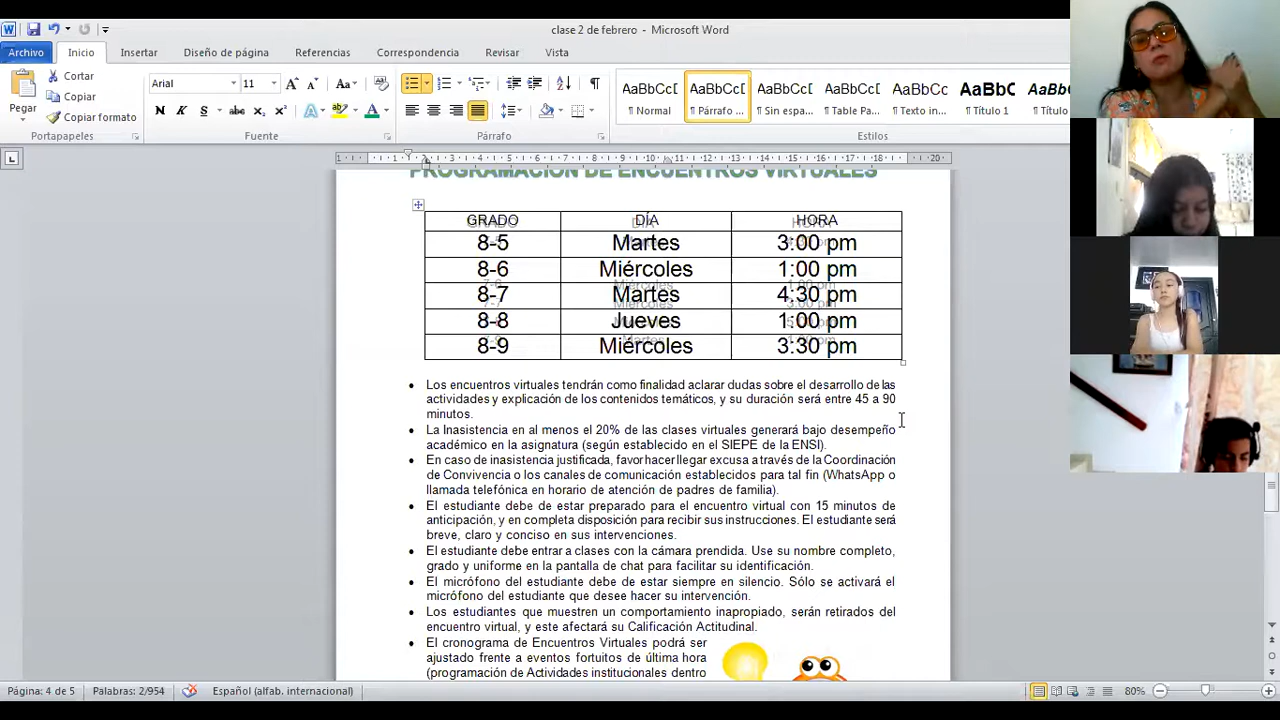 clase 2 de febrero - Microsoft Word
Archivo Inicio Insertar Diseño de página Referencias Correspondencia Revisar Vista
Pegar
Cortar
Copiar
Copiar formato
Portapapeles
Arial 11
Fuente
Párrafo
AaBbCcI AaBbCcI AaBbCcI AaBbCcI AaBbCc AaBbC
¶ Normal ¶ Párrafo ... ¶ Sin espa... ¶ Table Pa... ¶ Texto in... ¶ Título 1 ¶ Título
Estilos
PROGRAMACIÓN DE ENCUENTROS VIRTUALES
GRADO DÍA HORA
8-5 Martes 3:00 pm
8-6 Miércoles 1:00 pm
8-7 Martes 4:30 pm
8-8 Jueves 1:00 pm
8-9 Miércoles 3:30 pm
• Los encuentros virtuales tendrán como finalidad aclarar dudas sobre el desarrollo de las
actividades y explicación de los contenidos temáticos, y su duración será entre 45 a 90
minutos.
• La Inasistencia en al menos el 20% de las clases virtuales generará bajo desempeño
académico en la asignatura (según establecido en el SIEPE de la ENSI).
• En caso de inasistencia justificada, favor hacer llegar excusa a través de la Coordinación
de Convivencia o los canales de comunicación establecidos para tal fin (WhatsApp o
llamada telefónica en horario de atención de padres de familia).
• El estudiante debe de estar preparado para el encuentro virtual con 15 minutos de
anticipación, y en completa disposición para recibir sus instrucciones. El estudiante será
breve, claro y conciso en sus intervenciones.
• El estudiante debe entrar a clases con la cámara prendida. Use su nombre completo,
grado y uniforme en la pantalla de chat para facilitar su identificación.
• El micrófono del estudiante debe de estar siempre en silencio. Sólo se activará el
micrófono del estudiante que desee hacer su intervención.
• Los estudiantes que muestren un comportamiento inapropiado, serán retirados del
encuentro virtual, y este afectará su Calificación Actitudinal.
• El cronograma de Encuentros Virtuales podrá ser
ajustado frente a eventos fortuitos de última hora
(programación de Actividades institucionales dentro
Página: 4 de 5 Palabras: 2/954 Español (alfab. internacional) 80%